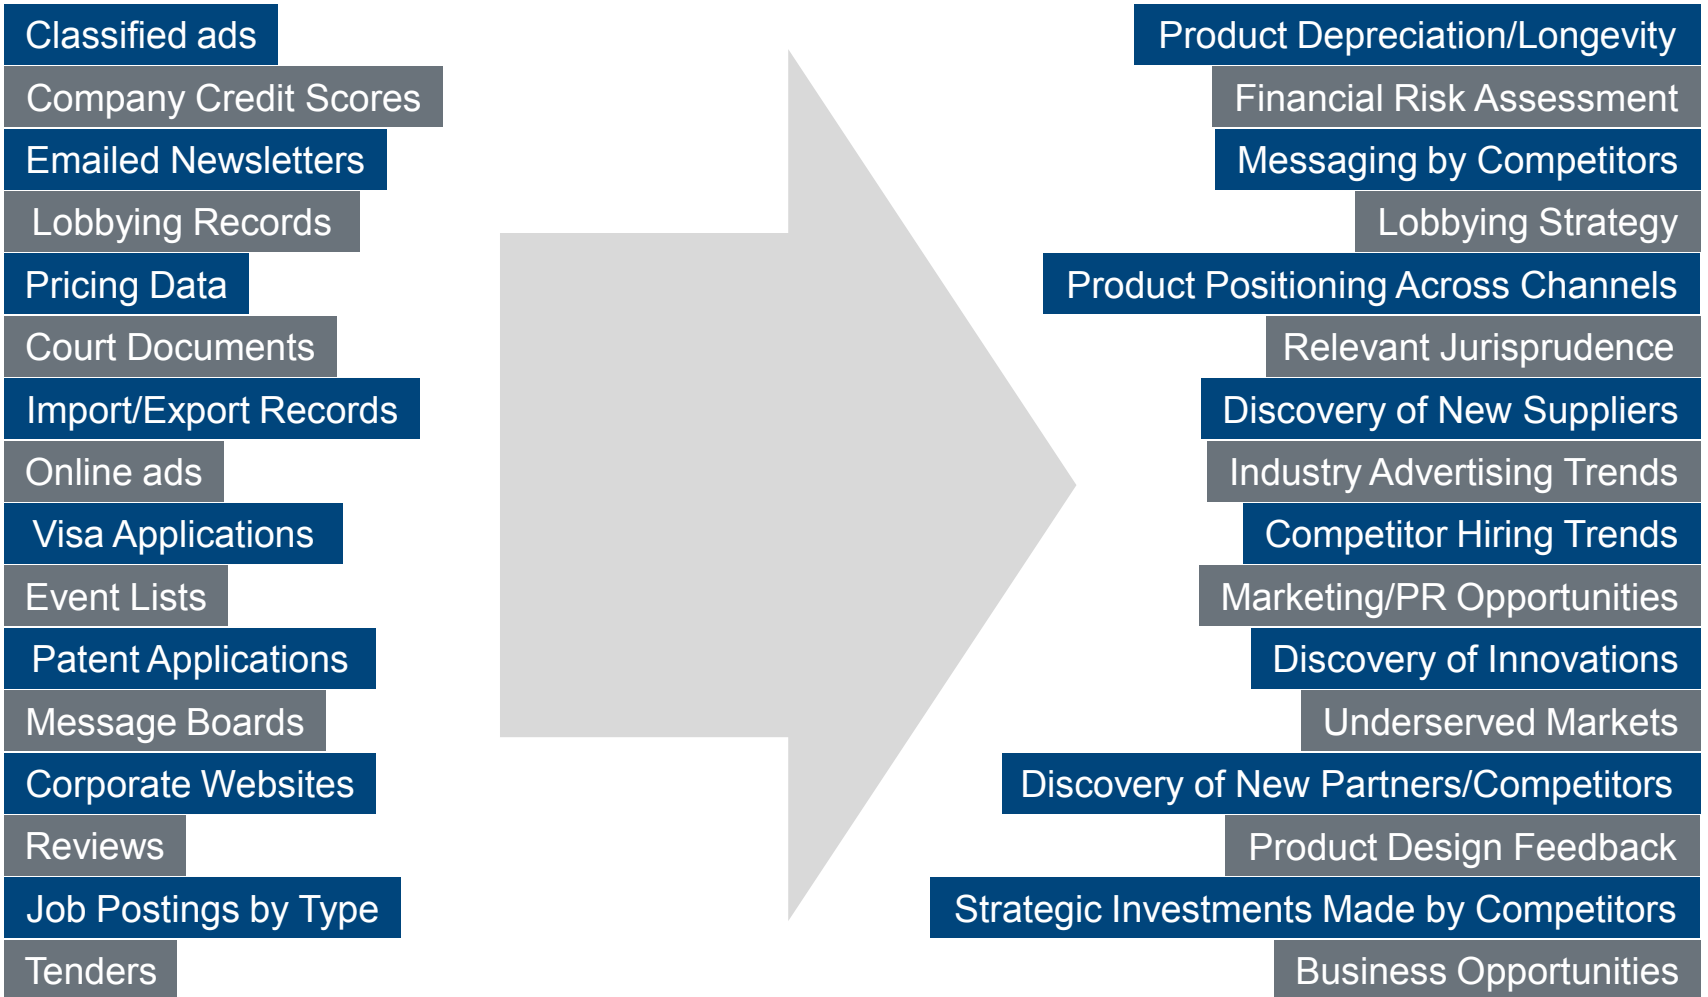 Classified ads
Product Depreciation/Longevity
Company Credit Scores
Financial Risk Assessment
Emailed Newsletters
Messaging by Competitors
Lobbying Records
Lobbying Strategy
Pricing Data
Product Positioning Across Channels
Court Documents
Relevant Jurisprudence
Import/Export Records
Discovery of New Suppliers
Online ads
Industry Advertising Trends
Visa Applications
Competitor Hiring Trends
Event Lists
Marketing/PR Opportunities
Patent Applications
Discovery of Innovations
Message Boards
Underserved Markets
Corporate Websites
Discovery of New Partners/Competitors
Reviews
Product Design Feedback
Job Postings by Type
Strategic Investments Made by Competitors
Tenders
Business Opportunities